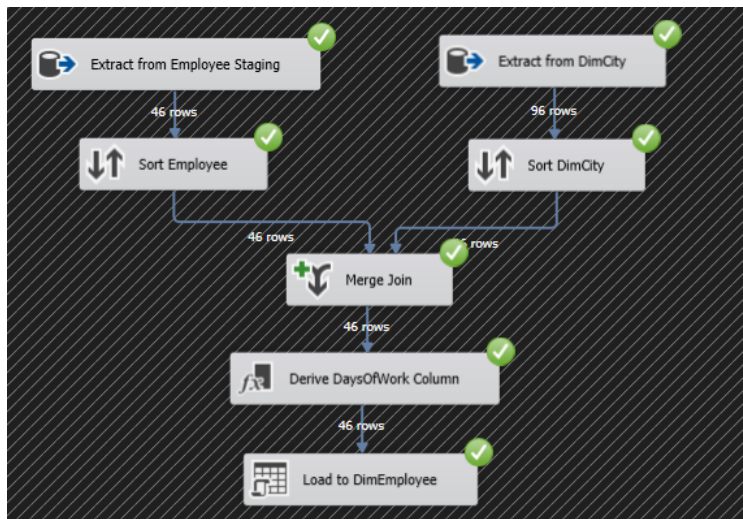 Extract from Employee Staging
Extract from DimCity
46 rows
96 rows
Sort Employee
Sort DimCity
46 rows
rows
Merge Join
46 rows
Derive DaysOfWork Column
46 rows
Load to DimEmployee